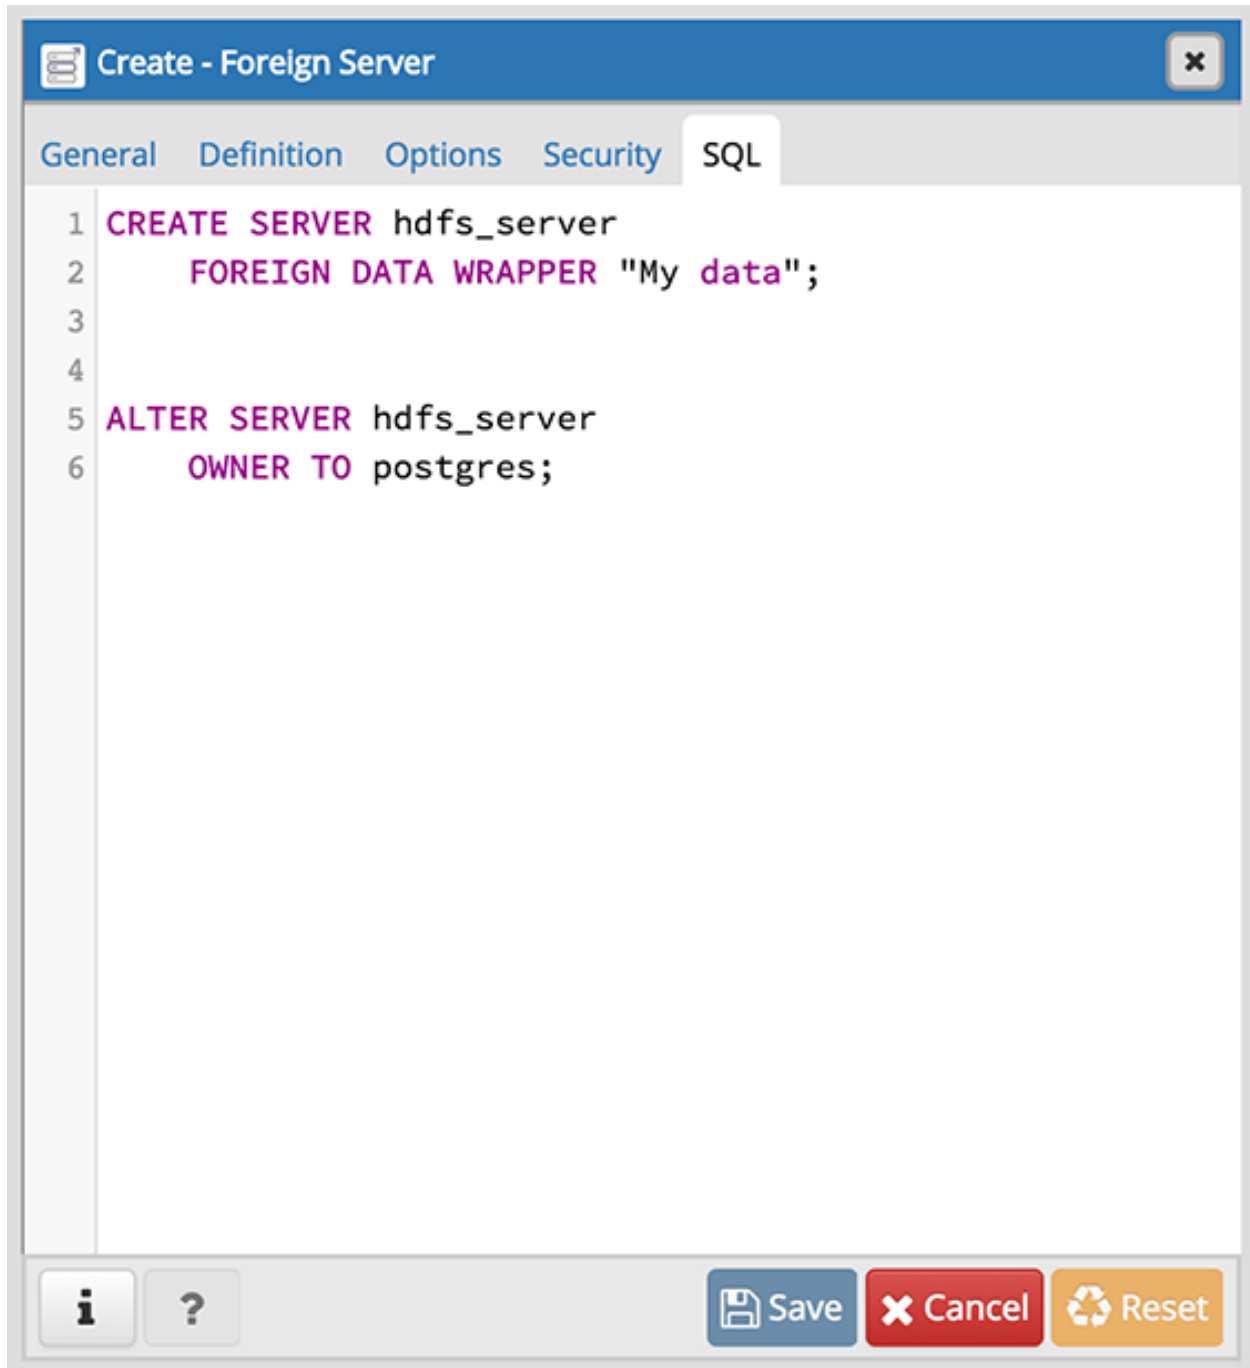 Create - Foreign Server
General Definition Options Security SQL
1 CREATE SERVER hdfs_server
2     FOREIGN DATA WRAPPER "My data";
3
4
5 ALTER SERVER hdfs_server
6     OWNER TO postgres;
i ? Save Cancel Reset